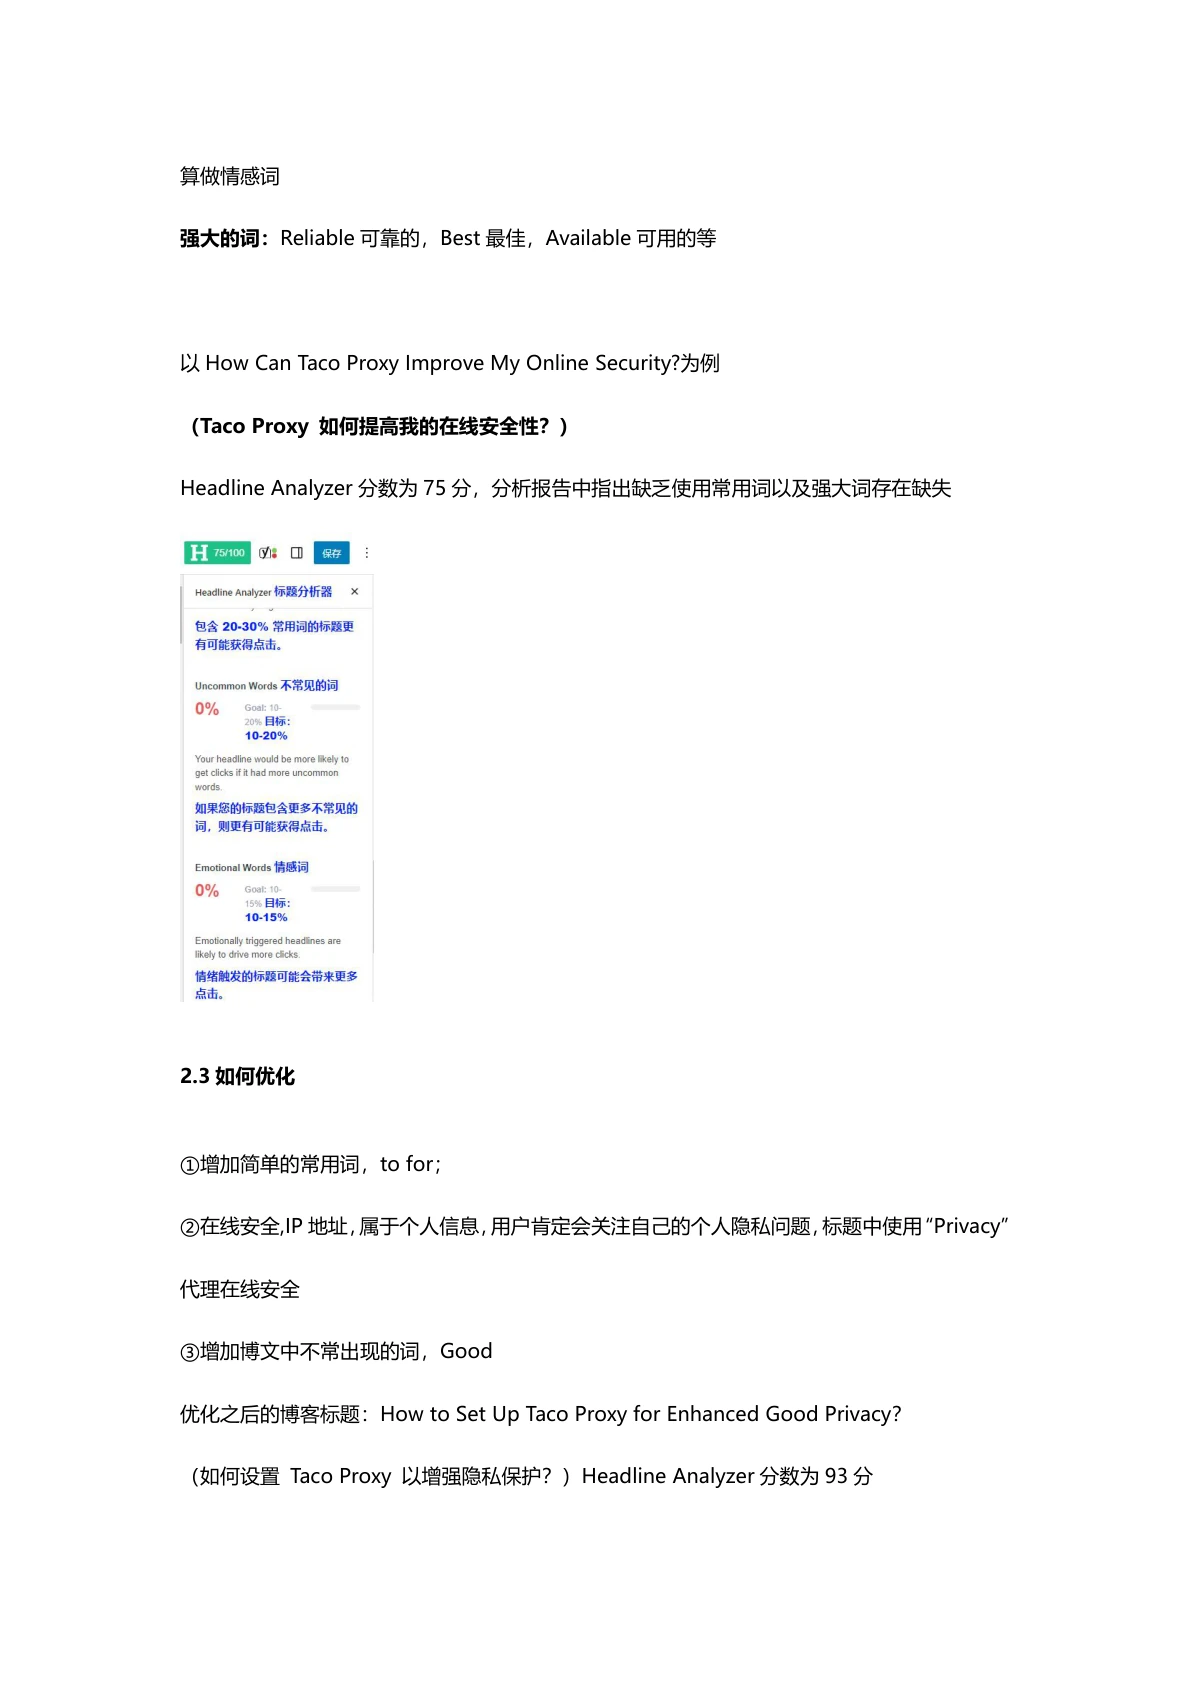 算做情感词
强大的词：Reliable 可靠的，Best 最佳，Available 可用的等
以 How Can Taco Proxy Improve My Online Security?为例
（Taco Proxy 如何提高我的在线安全性？）
Headline Analyzer 分数为 75 分，分析报告中指出缺乏使用常用词以及强大词存在缺失
H 75/100 保存
Headline Analyzer 标题分析器 ×
包含 20-30% 常用词的标题更
有可能获得点击。
Uncommon Words 不常见的词
0% Goal: 10-
20% 目标：
10-20%
Your headline would be more likely to
get clicks if it had more uncommon
words.
如果您的标题包含更多不常见的
词，则更有可能获得点击。
Emotional Words 情感词
0% Goal: 10-
15% 目标：
10-15%
Emotionally triggered headlines are
likely to drive more clicks.
情绪触发的标题可能会带来更多
点击。
2.3 如何优化
①增加简单的常用词，to for；
②在线安全,IP 地址，属于个人信息，用户肯定会关注自己的个人隐私问题，标题中使用“Privacy”
代理在线安全
③增加博文中不常出现的词，Good
优化之后的博客标题：How to Set Up Taco Proxy for Enhanced Good Privacy?
（如何设置 Taco Proxy 以增强隐私保护？）Headline Analyzer 分数为 93 分